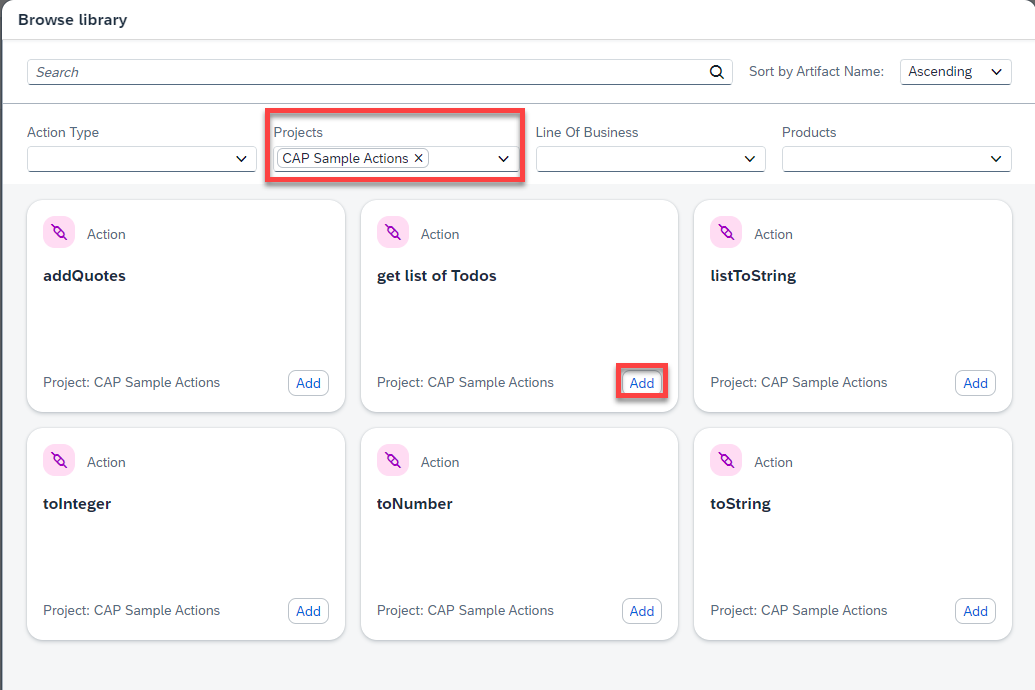 Browse library
Search
Sort by Artifact Name:
Ascending
Action Type
Projects
Line Of Business
Products
CAP Sample Actions
Action
addQuotes
Project: CAP Sample Actions
Add
Action
get list of Todos
Project: CAP Sample Actions
Add
Action
listToString
Project: CAP Sample Actions
Add
Action
toInteger
Project: CAP Sample Actions
Add
Action
toNumber
Project: CAP Sample Actions
Add
Action
toString
Project: CAP Sample Actions
Add